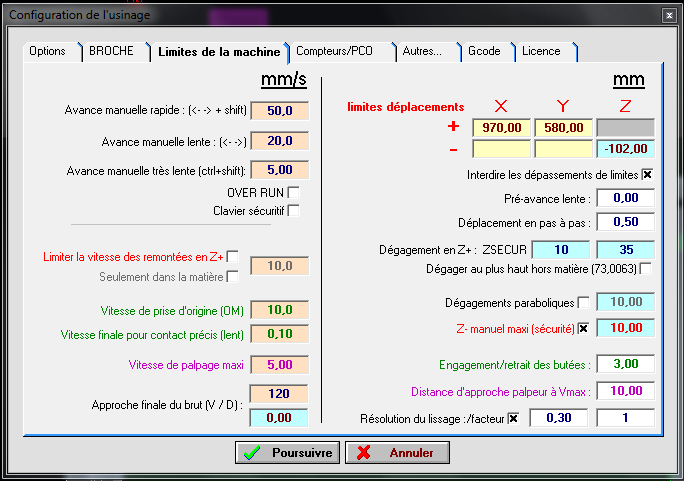 Configuration de l'usinage
Options BROCHE Limites de la machine Compteurs/PCO Autres... Gcode Licence
mm/s
Avance manuelle rapide : (<--> + shift) 50,0
Avance manuelle lente : (<-->) 20,0
Avance manuelle très lente (ctrl+shift): 5,00
OVER RUN
Clavier sécuritif
Limiter la vitesse des remontées en Z+
Seulement dans la matière
10,0
Vitesse de prise d'origine (OM) 10,0
Vitesse finale pour contact précis (lent) 0,10
Vitesse de palpage maxi 5,00
Approche finale du brut (V / D) : 120
0,00
mm
limites déplacements X Y Z
+ 970,00 580,00
- -102,00
Interdire les dépassements de limites
Pré-avance lente : 0,00
Déplacement en pas à pas : 0,50
Dégagement en Z+ : ZSECUR 10 35
Dégager au plus haut hors matière (73,0063)
Dégagements paraboliques 10,00
Z- manuel maxi (sécurité) 10,00
Engagement/retrait des butées : 3,00
Distance d'approche palpeur à Vmax : 10,00
Résolution du lissage :/facteur 0,30 1
Poursuivre Annuler